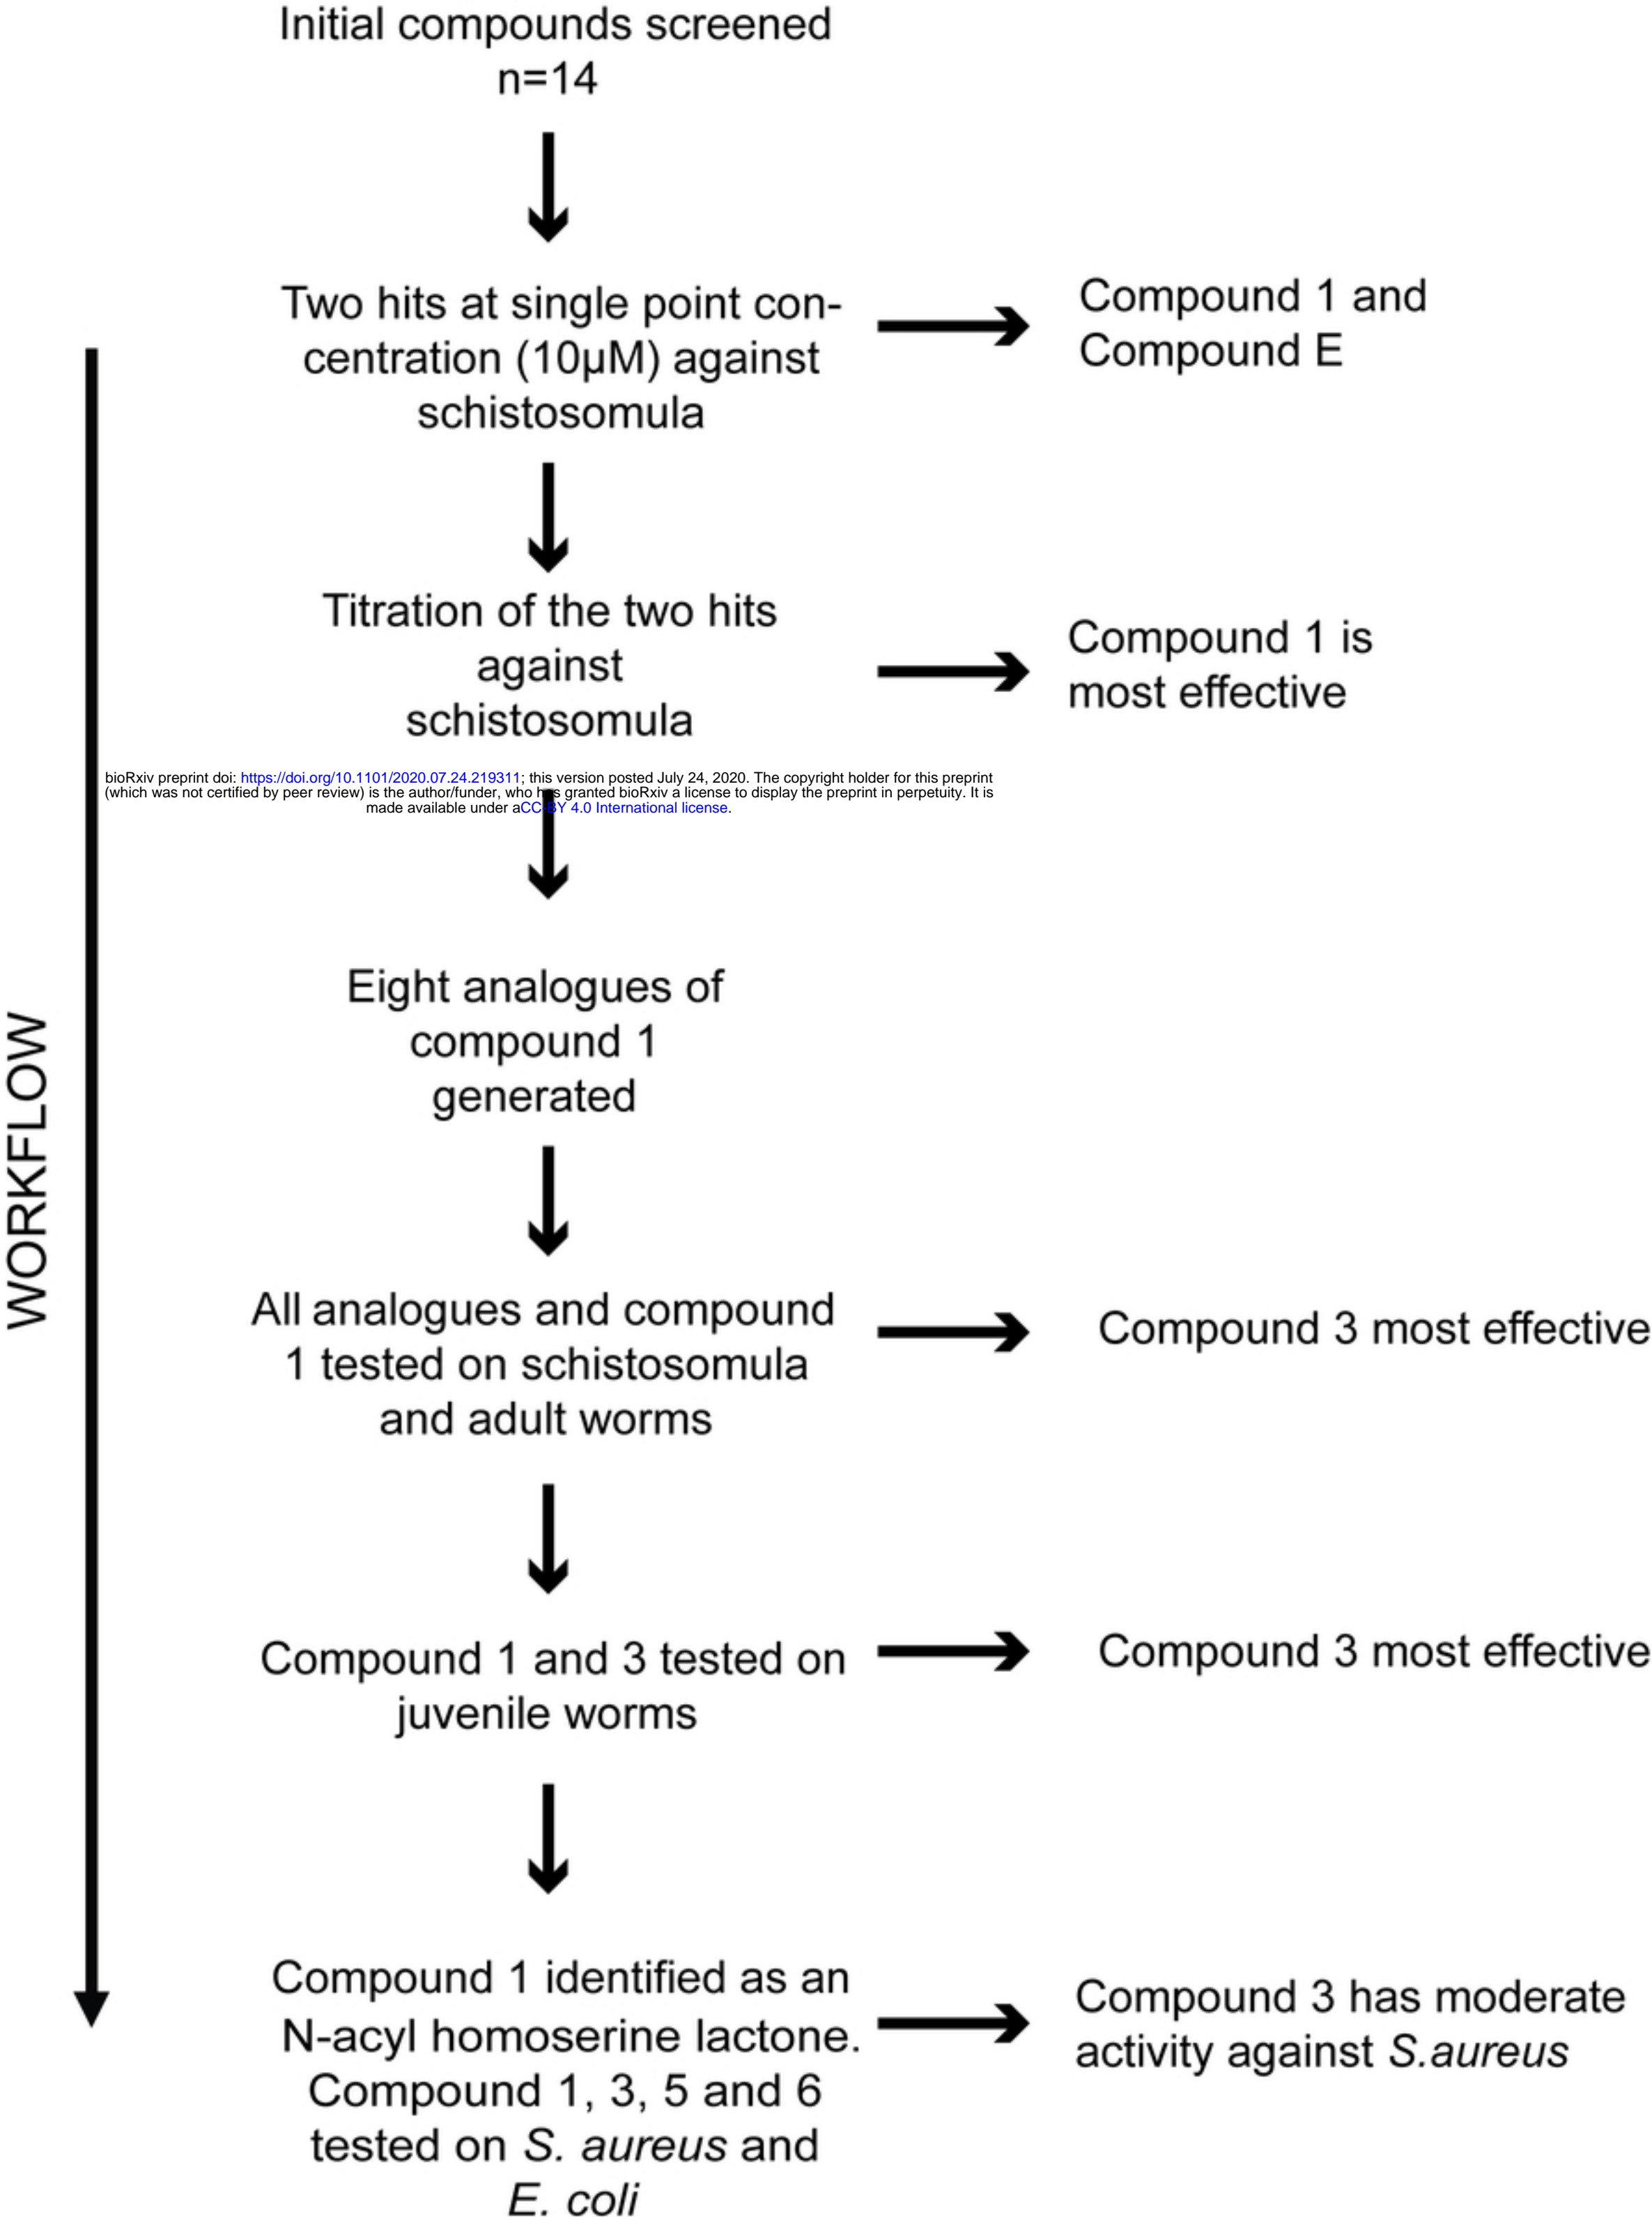 Initial compounds screened
n=14
Two hits at single point con-
centration (10µM) against
schistosomula
Compound 1 and
Compound E
Titration of the two hits
against
schistosomula
Compound 1 is
most effective
bioRxiv preprint doi: https://doi.org/10.1101/2020.07.24.219311; this version posted July 24, 2020. The copyright holder for this preprint
(which was not certified by peer review) is the author/funder, who has granted bioRxiv a license to display the preprint in perpetuity. It is
made available under aCC-BY 4.0 International license.
Eight analogues of
compound 1
generated
WORKFLOW
All analogues and compound
1 tested on schistosomula
and adult worms
Compound 3 most effective
Compound 1 and 3 tested on
juvenile worms
Compound 3 most effective
Compound 1 identified as an
N-acyl homoserine lactone.
Compound 1, 3, 5 and 6
tested on S. aureus and
E. coli
Compound 3 has moderate
activity against S.aureus